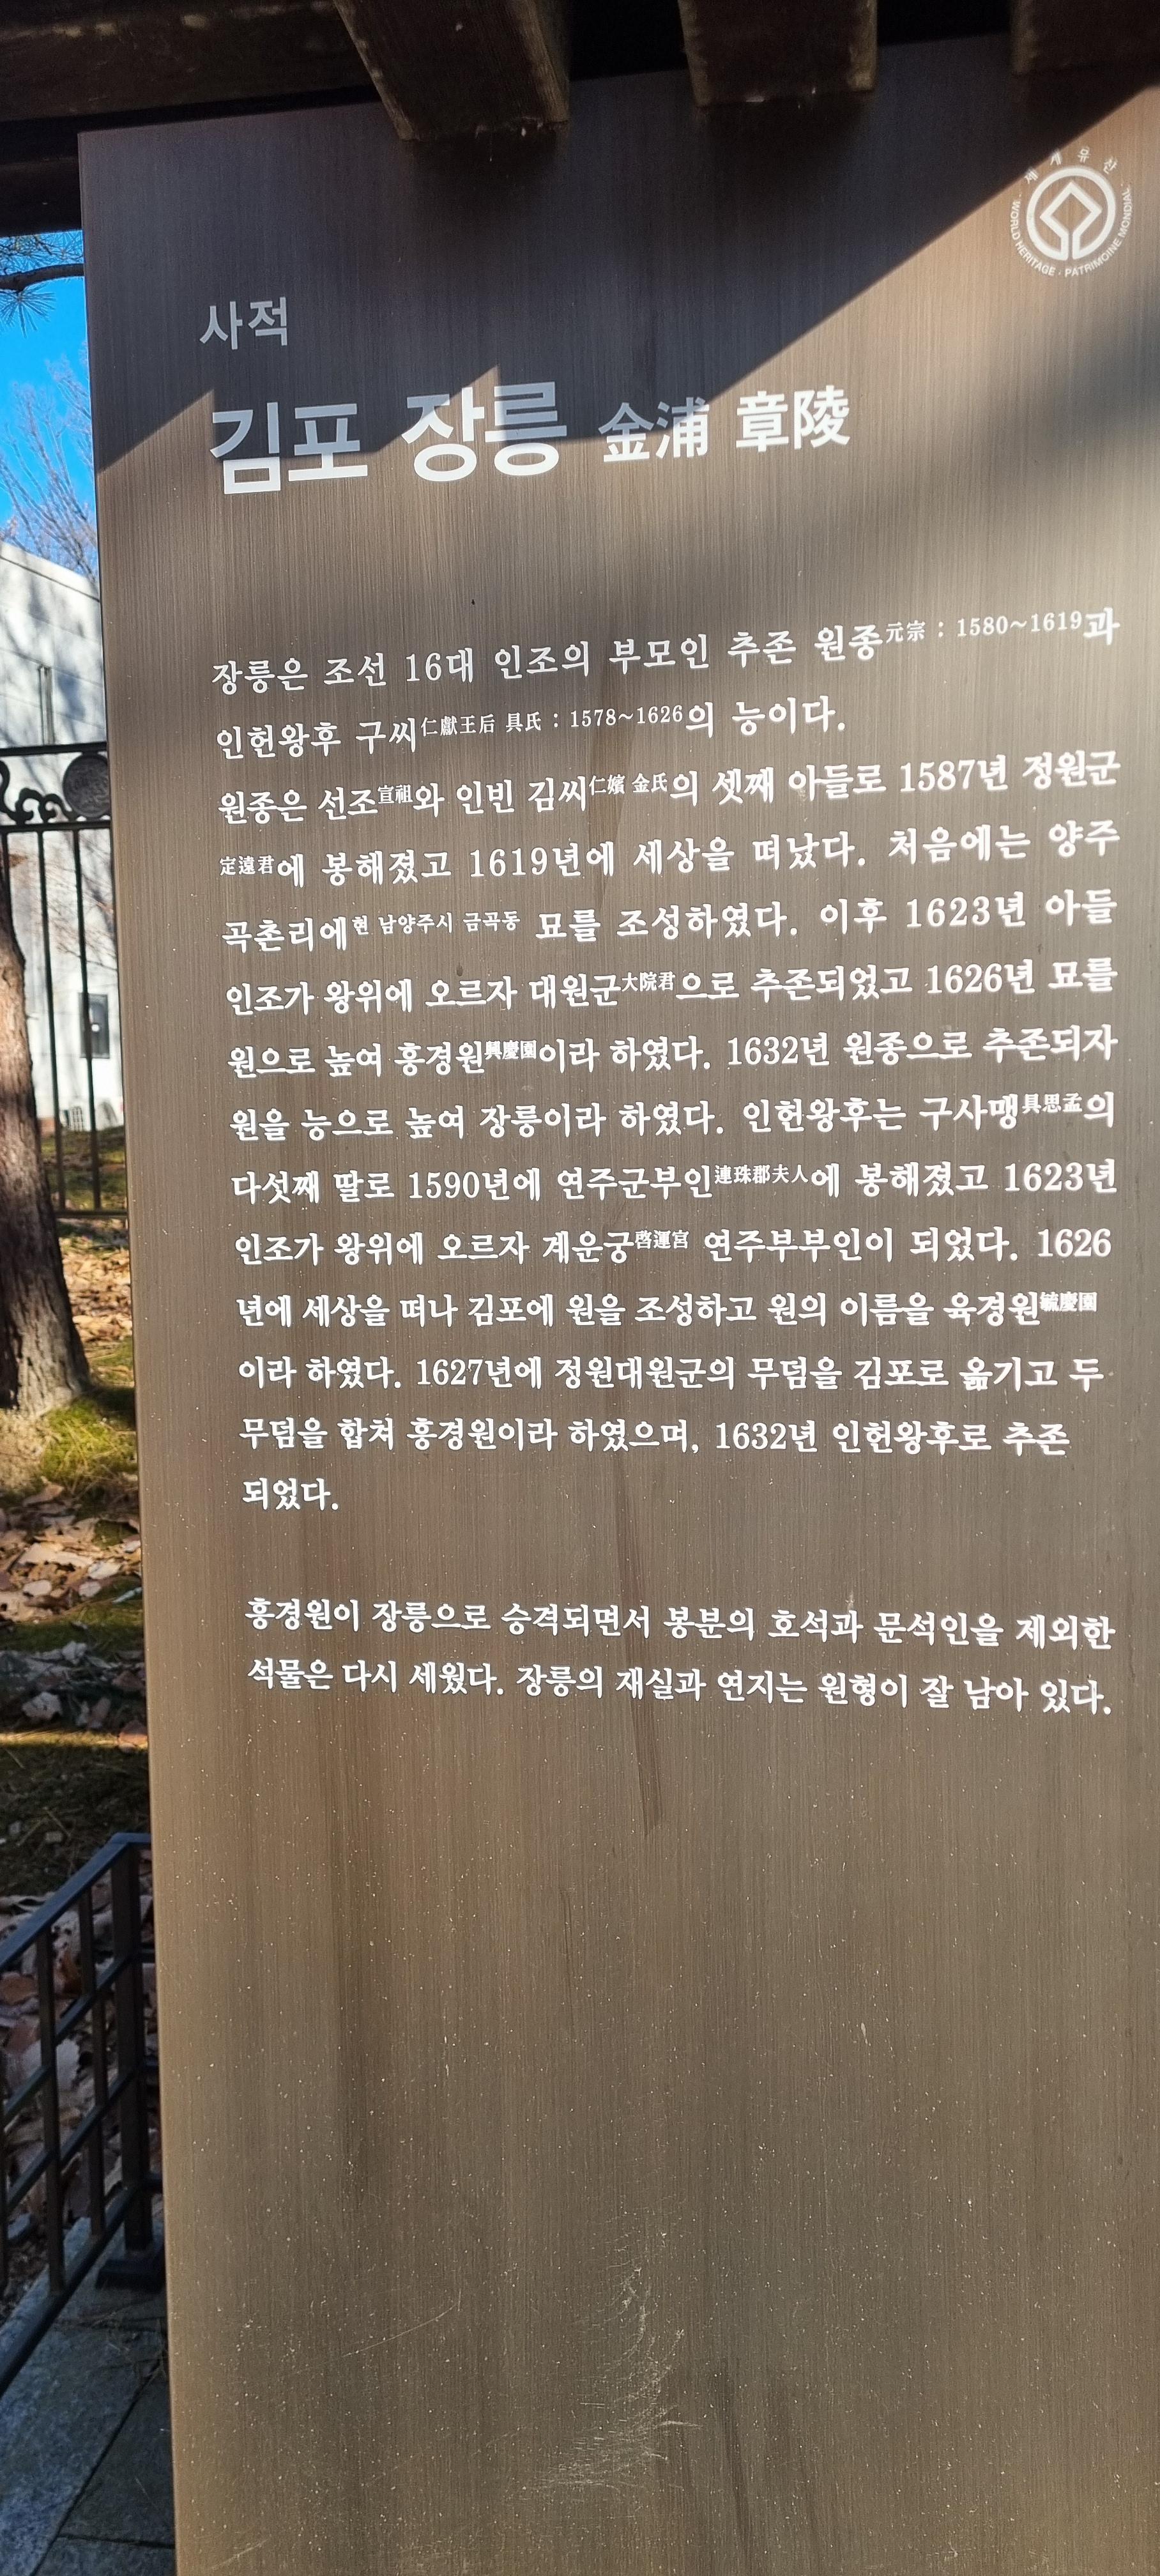 세계유산
WORLD HERITAGE · PATRIMOINE MONDIAL
사적
김포 장릉 金浦 章陵
장릉은 조선 16대 인조의 부모인 추존 원종元宗 : 1580~1619과
인헌왕후 구씨仁獻王后 具氏 : 1578~1626의 능이다.
원종은 선조宣祖와 인빈 김씨仁嬪 金氏의 셋째 아들로 1587년 정원군
定遠君에 봉해졌고 1619년에 세상을 떠났다. 처음에는 양주
곡촌리에현 남양주시 금곡동 묘를 조성하였다. 이후 1623년 아들
인조가 왕위에 오르자 대원군大院君으로 추존되었고 1626년 묘를
원으로 높여 흥경원興慶園이라 하였다. 1632년 원종으로 추존되자
원을 능으로 높여 장릉이라 하였다. 인헌왕후는 구사맹具思孟의
다섯째 딸로 1590년에 연주군부인連珠郡夫人에 봉해졌고 1623년
인조가 왕위에 오르자 계운궁啓運宮 연주부부인이 되었다. 1626
년에 세상을 떠나 김포에 원을 조성하고 원의 이름을 육경원毓慶園
이라 하였다. 1627년에 정원대원군의 무덤을 김포로 옮기고 두
무덤을 합쳐 흥경원이라 하였으며, 1632년 인헌왕후로 추존
되었다.
흥경원이 장릉으로 승격되면서 봉분의 호석과 문석인을 제외한
석물은 다시 세웠다. 장릉의 재실과 연지는 원형이 잘 남아 있다.